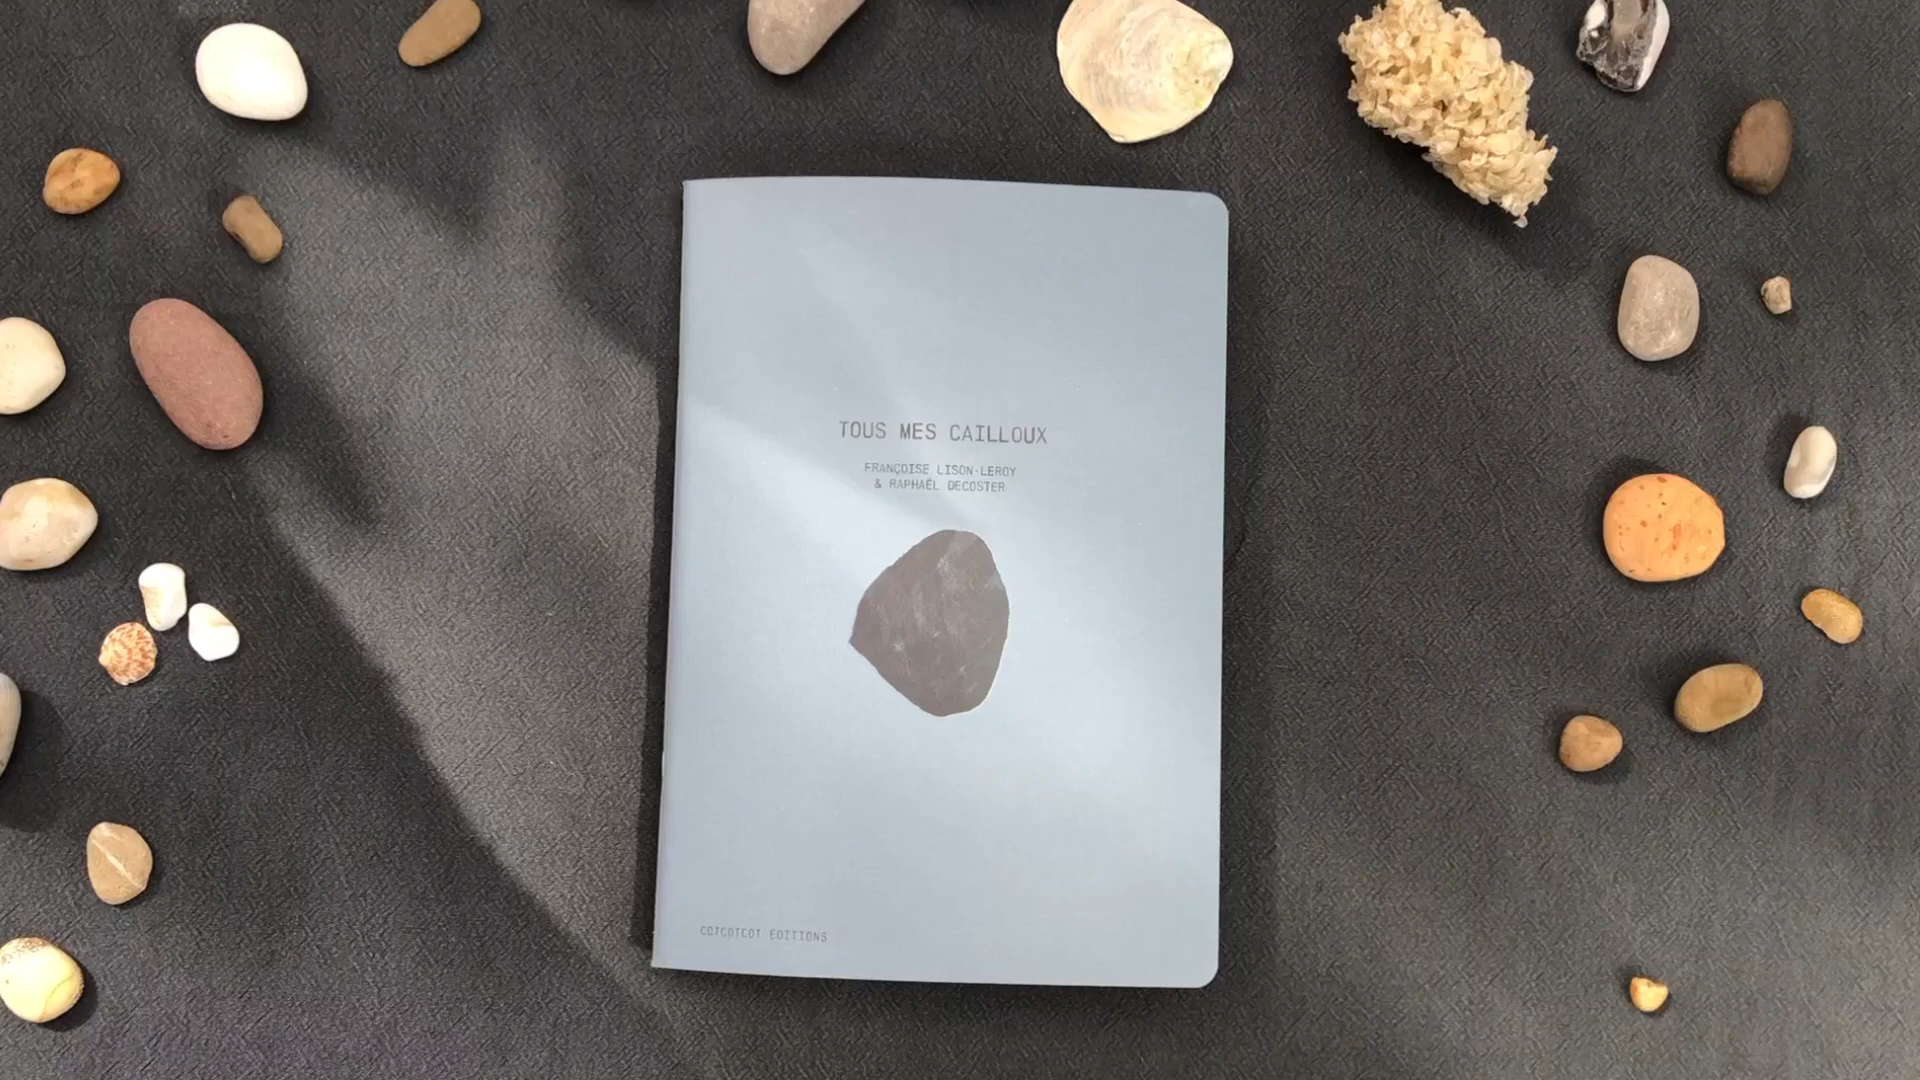 TOUS MES CAILLOUX
FRANÇOISE LISON-LEROY
& RAPHAËL DECOSTER
COTCOTCOT EDITIONS